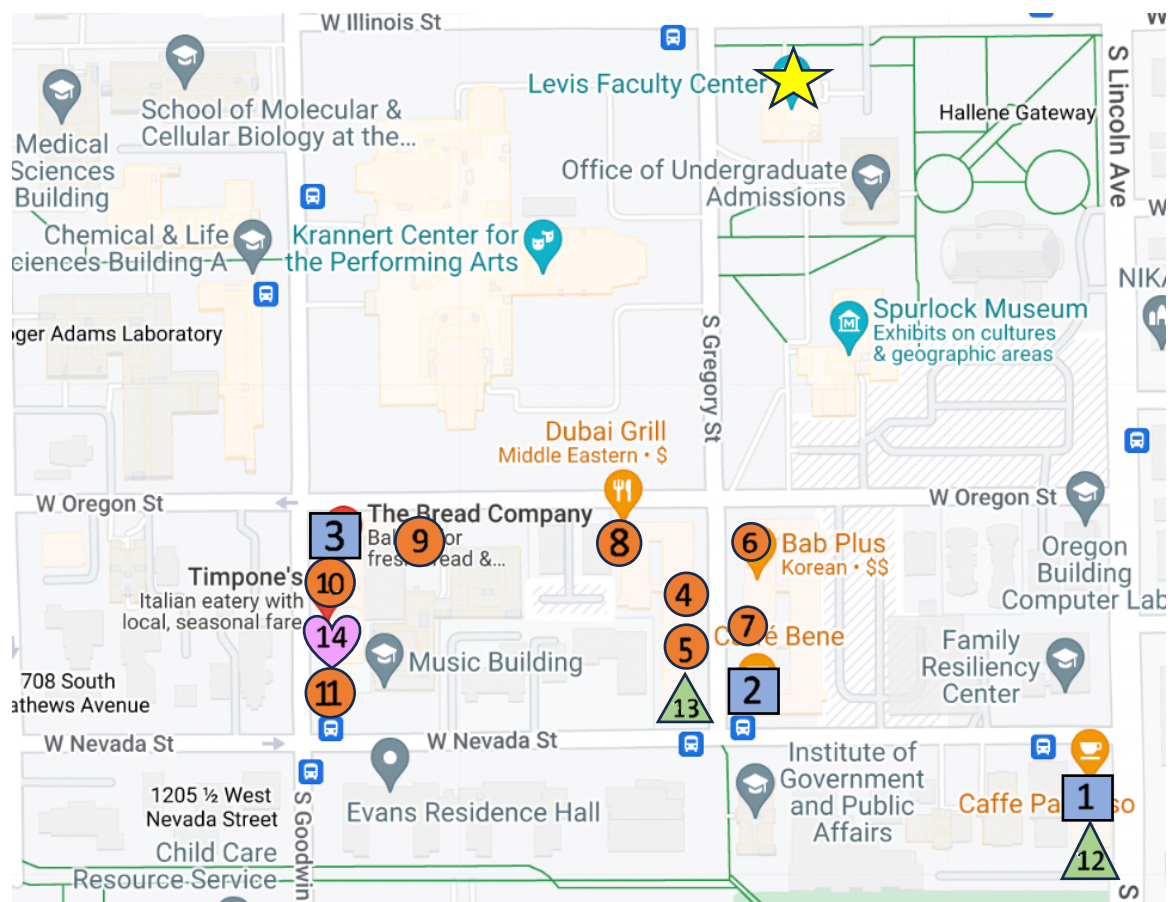 W Illinois St
W
School of Molecular &
Cellular Biology at the...
Medical
Sciences
Building
Levis Faculty Center
Hallene Gateway
S Lincoln Ave
Office of Undergraduate
Admissions
W
Chemical & Life
ciences Building A
Krannert Center for
the Performing Arts
NIKA
oger Adams Laboratory
Spurlock Museum
Exhibits on cultures
& geographic areas
S Gregory St
Dubai Grill
Middle Eastern • $
W Oregon St
W Oregon St
The Bread Company
3
9
8
6
Bab Plus
Korean • $$
Oregon
Building
Computer Lab
Timpone's
Italian eatery with
local, seasonal fare
10
4
7
14
5
Bene
Music Building
Family
Resiliency
Center
708 South
athews Avenue
11
13
2
W Nevada St
W Nevada St
1205 ½ West
Nevada Street
Evans Residence Hall
Institute of
Government
and Public
Affairs
Caffe Pa so
1
12
S Goodwin
Child Care
Resource Service
S